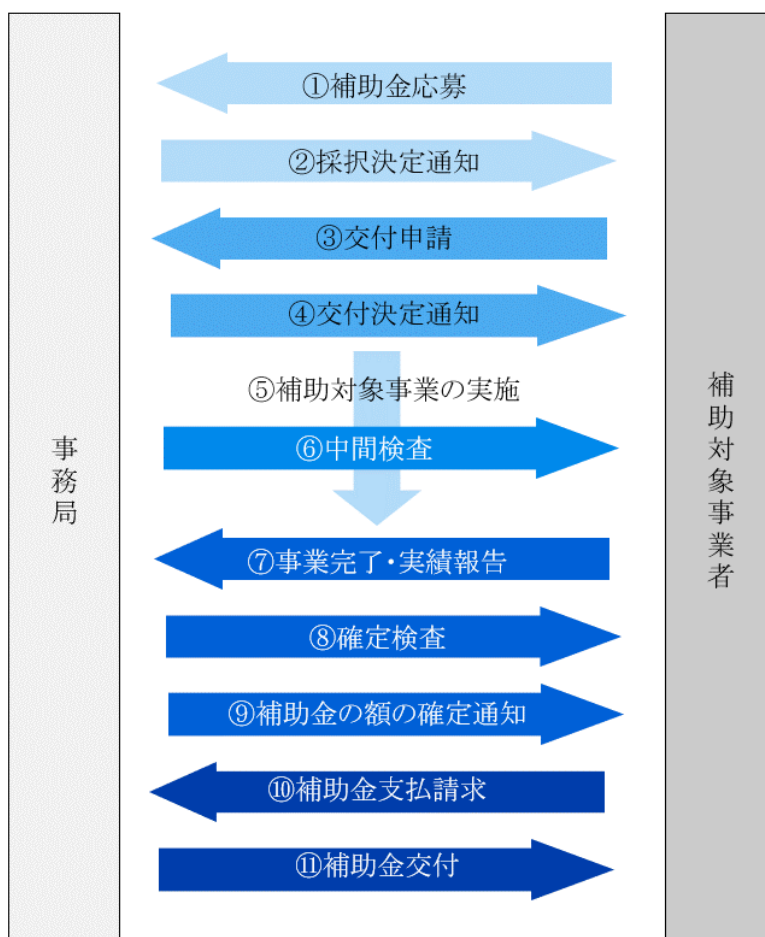 ①補助金応募
②採択決定通知
③交付申請
④交付決定通知
⑤補助対象事業の実施
⑥中間検査
⑦事業完了・実績報告
⑧確定検査
⑨補助金の額の確定通知
⑩補助金支払請求
⑪補助金交付
事務局
補助対象事業者